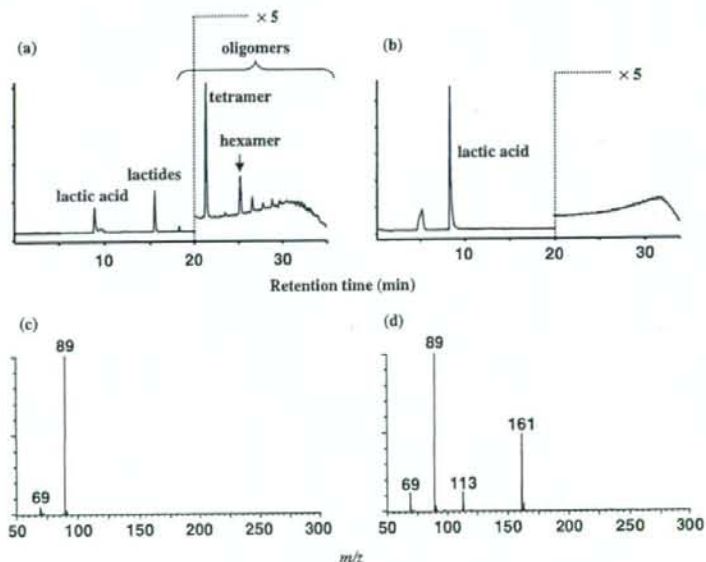 (a)
× 5
oligomers
tetramer
hexamer
lactides
lactic acid
10
20
30
(b)
× 5
lactic acid
10
20
30
Retention time (min)
(c)
89
69
50
100
150
200
250
300
(d)
89
161
69
113
50
100
150
200
250
300
m/z